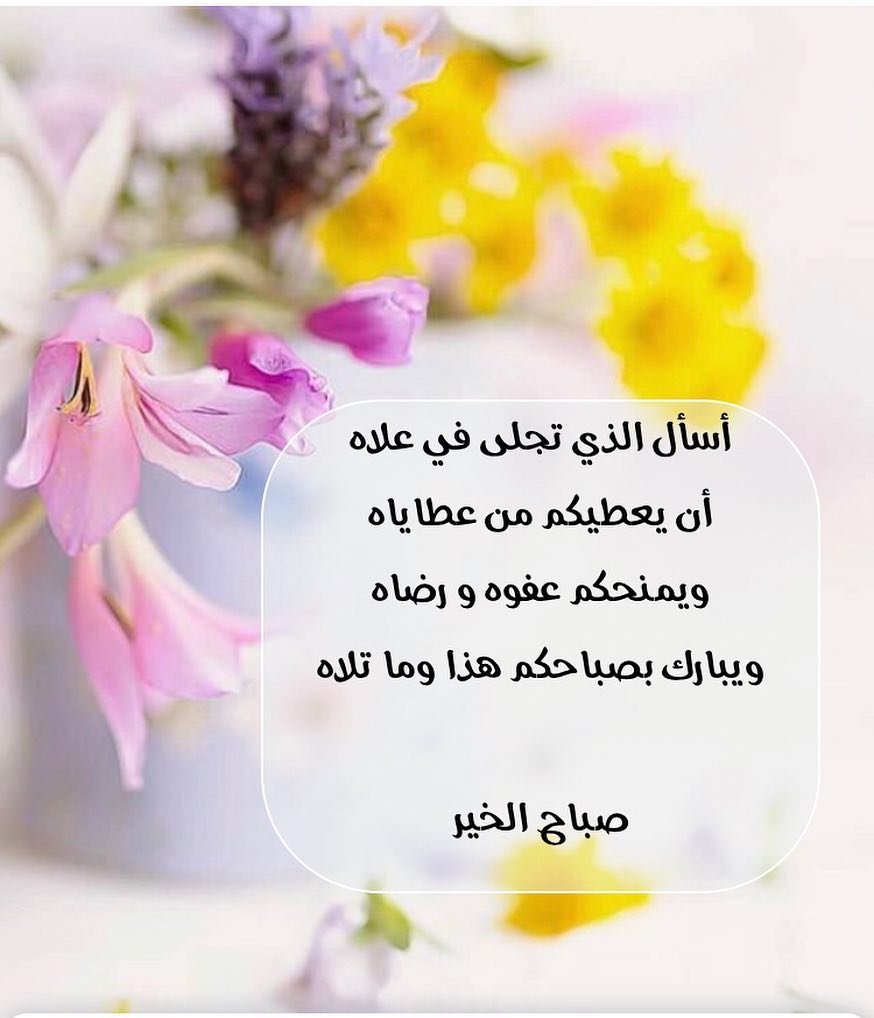 أسأل الذي تجلى في علاه
أن يعطيكم من عطاياه
ويمنحكم عفوه و رضاه
ويبارك بصباحكم هذا وما تلاه
صباح الخير